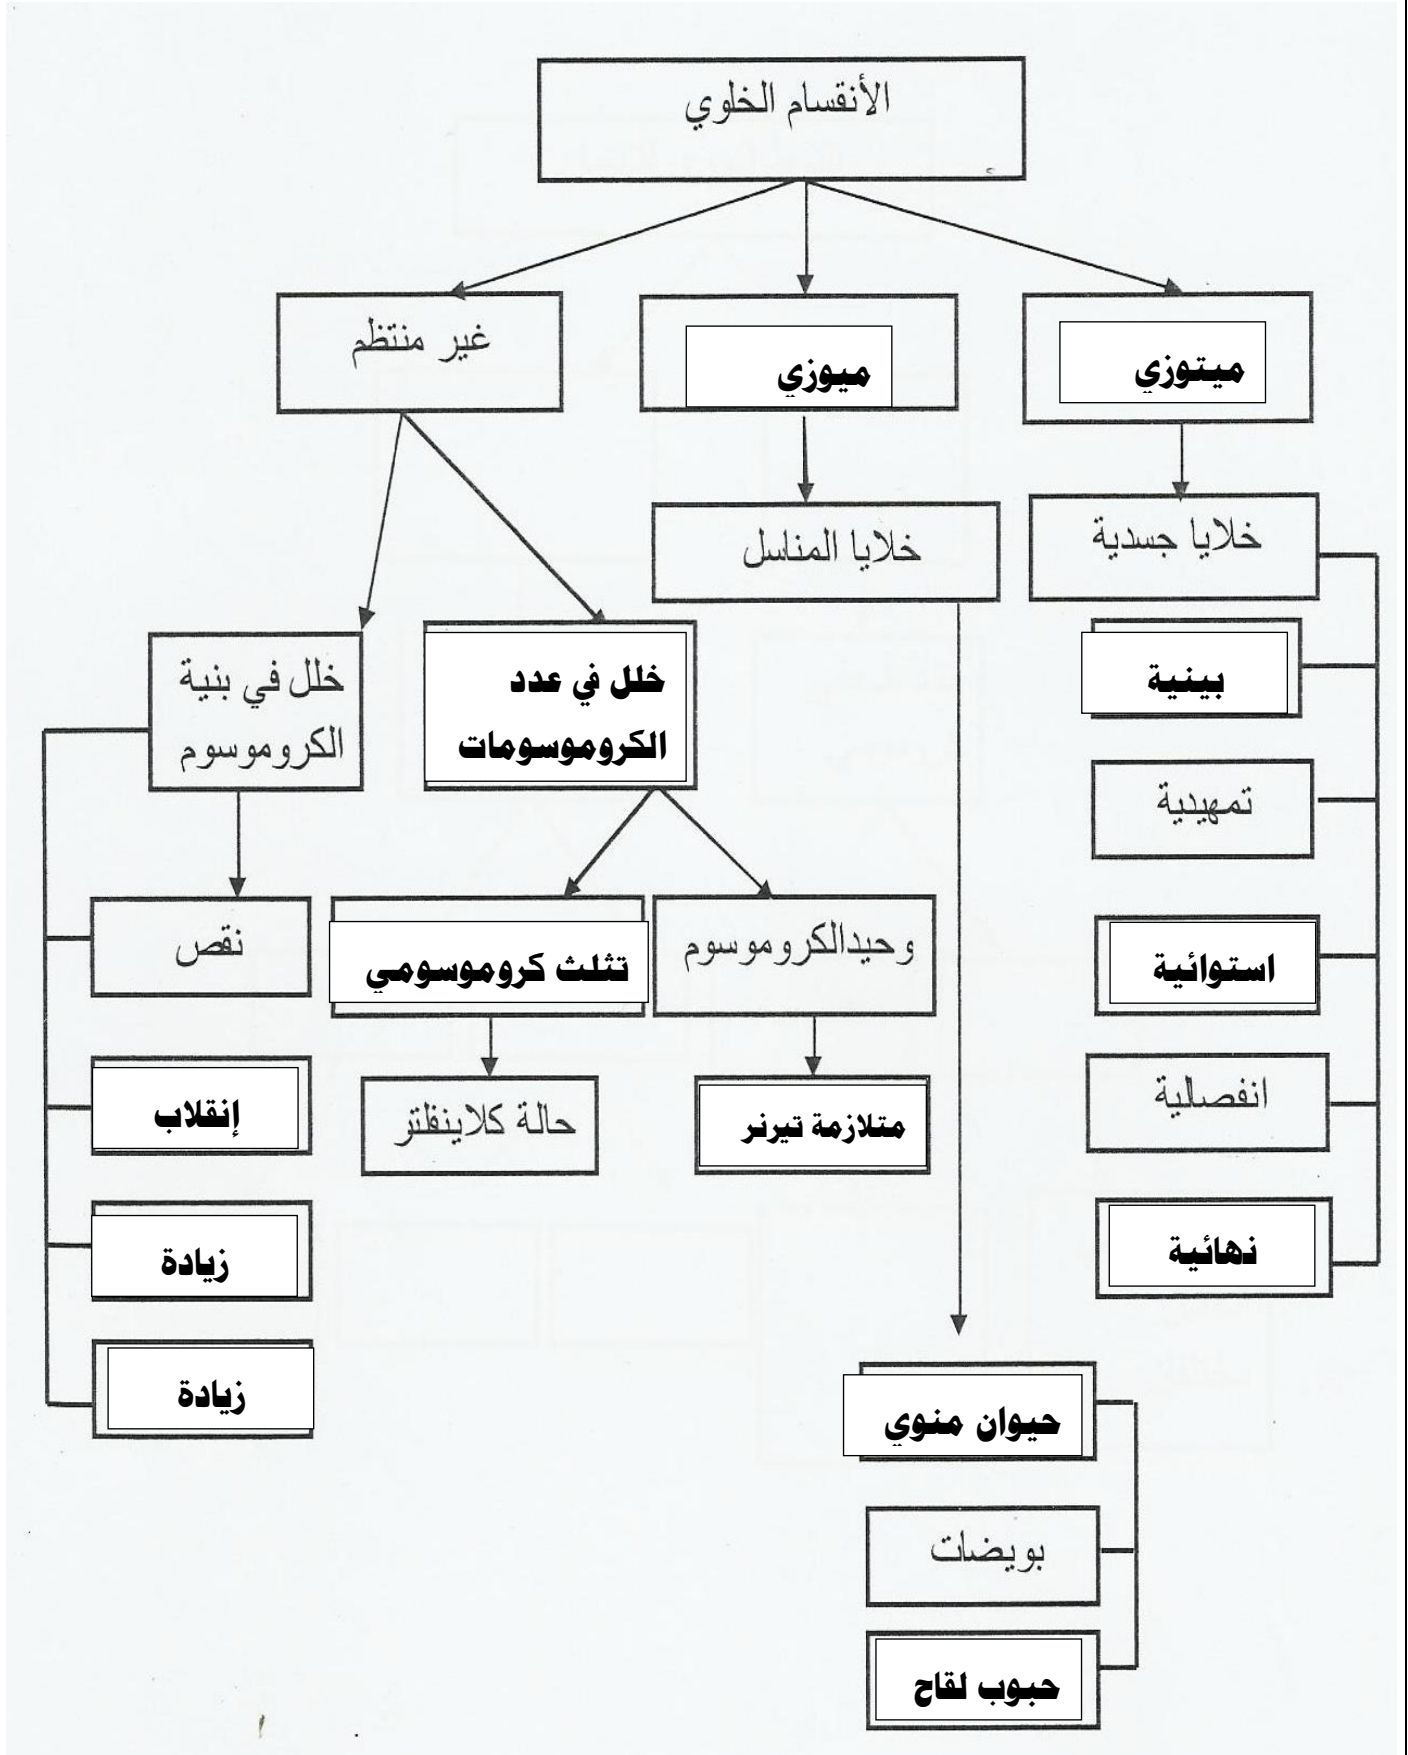 الأنقسام الخلوي
ميتوزي
ميوزي
غير منتظم
خلايا جسدية
خلايا المناسل
خلل في عدد
الكروموسومات
خلل في بنية
الكروموسوم
بينية
تمهيدية
استوائية
انفصالية
نهائية
وحيدالكروموسوم
تثلث كروموسومي
نقص
متلازمة تيرنر
حالة كلاينفلتر
إنقلاب
زيادة
زيادة
حيوان منوي
بويضات
حبوب لقاح